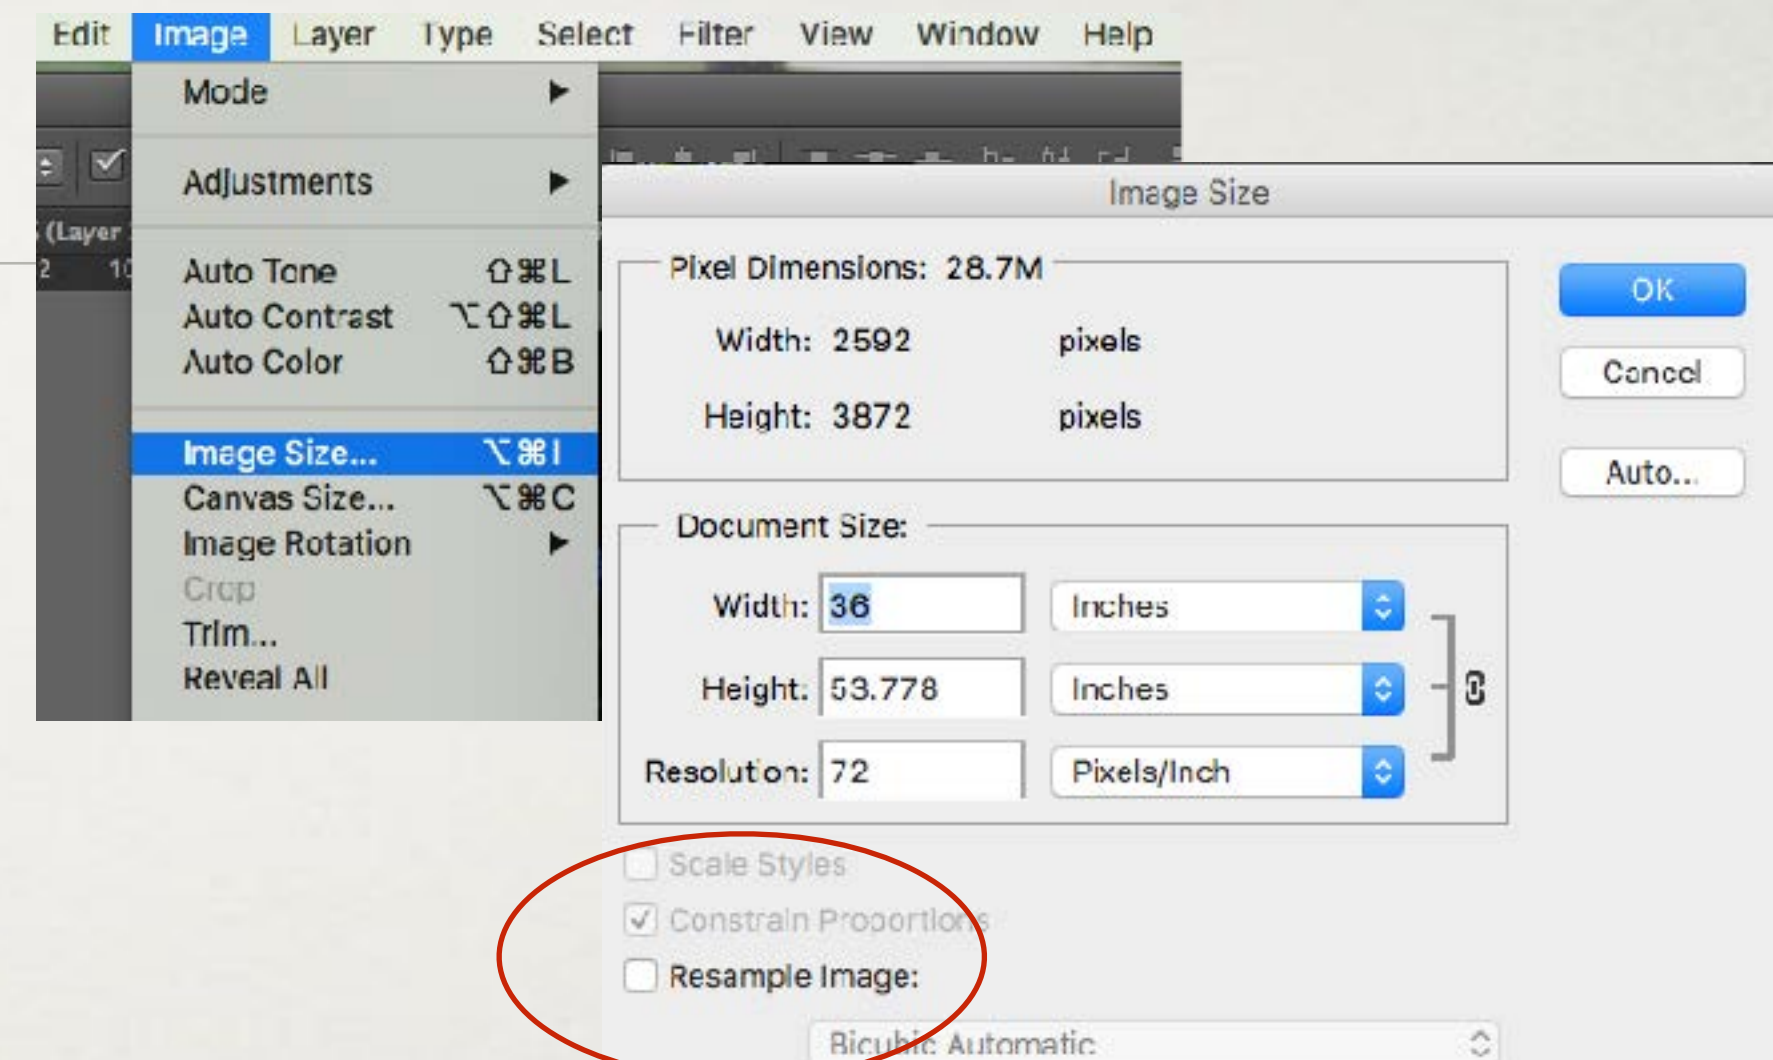 Edit Image Layer Type Select Filter View Window Help
Mode
Adjustments
(Layer
2 10
Auto Tone ⇧⌘L
Auto Contrast ⌥⇧⌘L
Auto Color ⇧⌘B
Image Size... ⌥⌘I
Canvas Size... ⌥⌘C
Image Rotation
Crop
Trim...
Reveal All
Image Size
Pixel Dimensions: 28.7M
Width: 2592 pixels
Height: 3872 pixels
OK
Cancel
Auto...
Document Size:
Width: 36 Inches
Height: 53.778 Inches
Resolution: 72 Pixels/Inch
Scale Styles
Constrain Proportions
Resample Image:
Bicubic Automatic